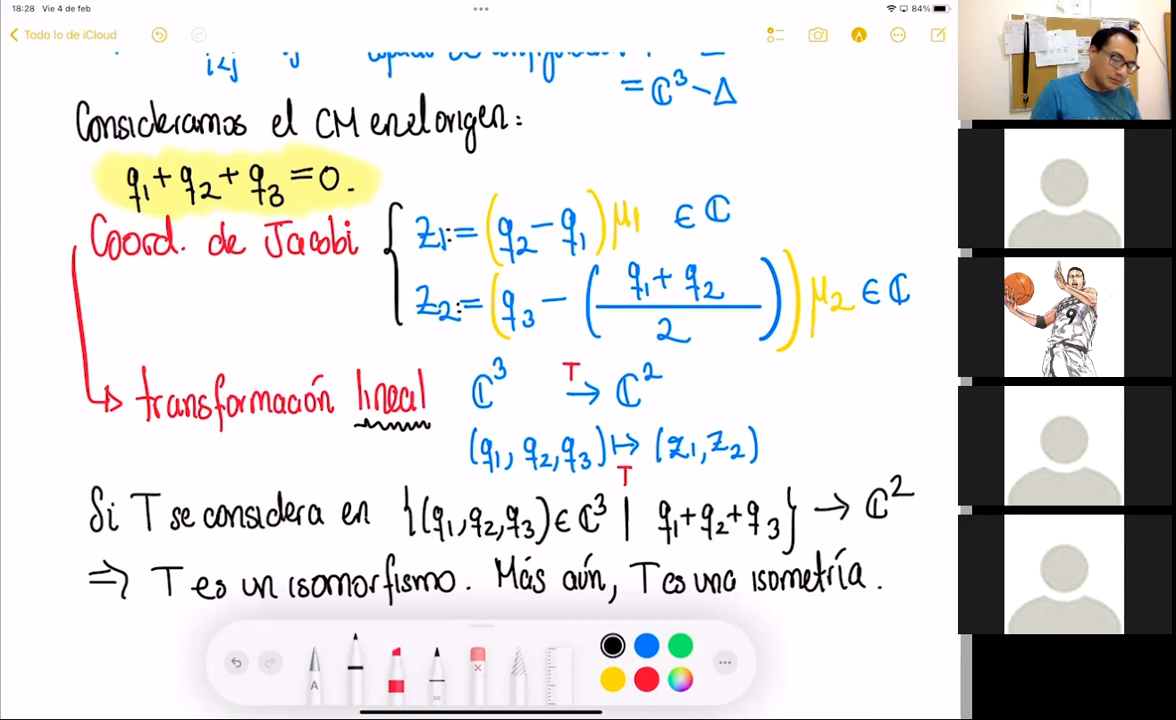 18:28 Vie 4 de feb
84%
Todo lo de iCloud
i<j
= ℂ³ − Δ
Consideramos el CM en el origen:
q₁ + q₂ + q₃ = 0.
Coord. de Jacobi
z₁ := (q₂ − q₁) μ₁ ∈ ℂ
z₂ := (q₃ − ((q₁ + q₂)/2)) μ₂ ∈ ℂ
↳ transformación lineal ℂ³ T→ ℂ²
(q₁, q₂, q₃) ↦ (z₁, z₂)
T
Si T se considera en {(q₁, q₂, q₃) ∈ ℂ³ | q₁+q₂+q₃} → ℂ²
⇒ T es un isomorfismo. Más aún, T es una isometría.
A
9